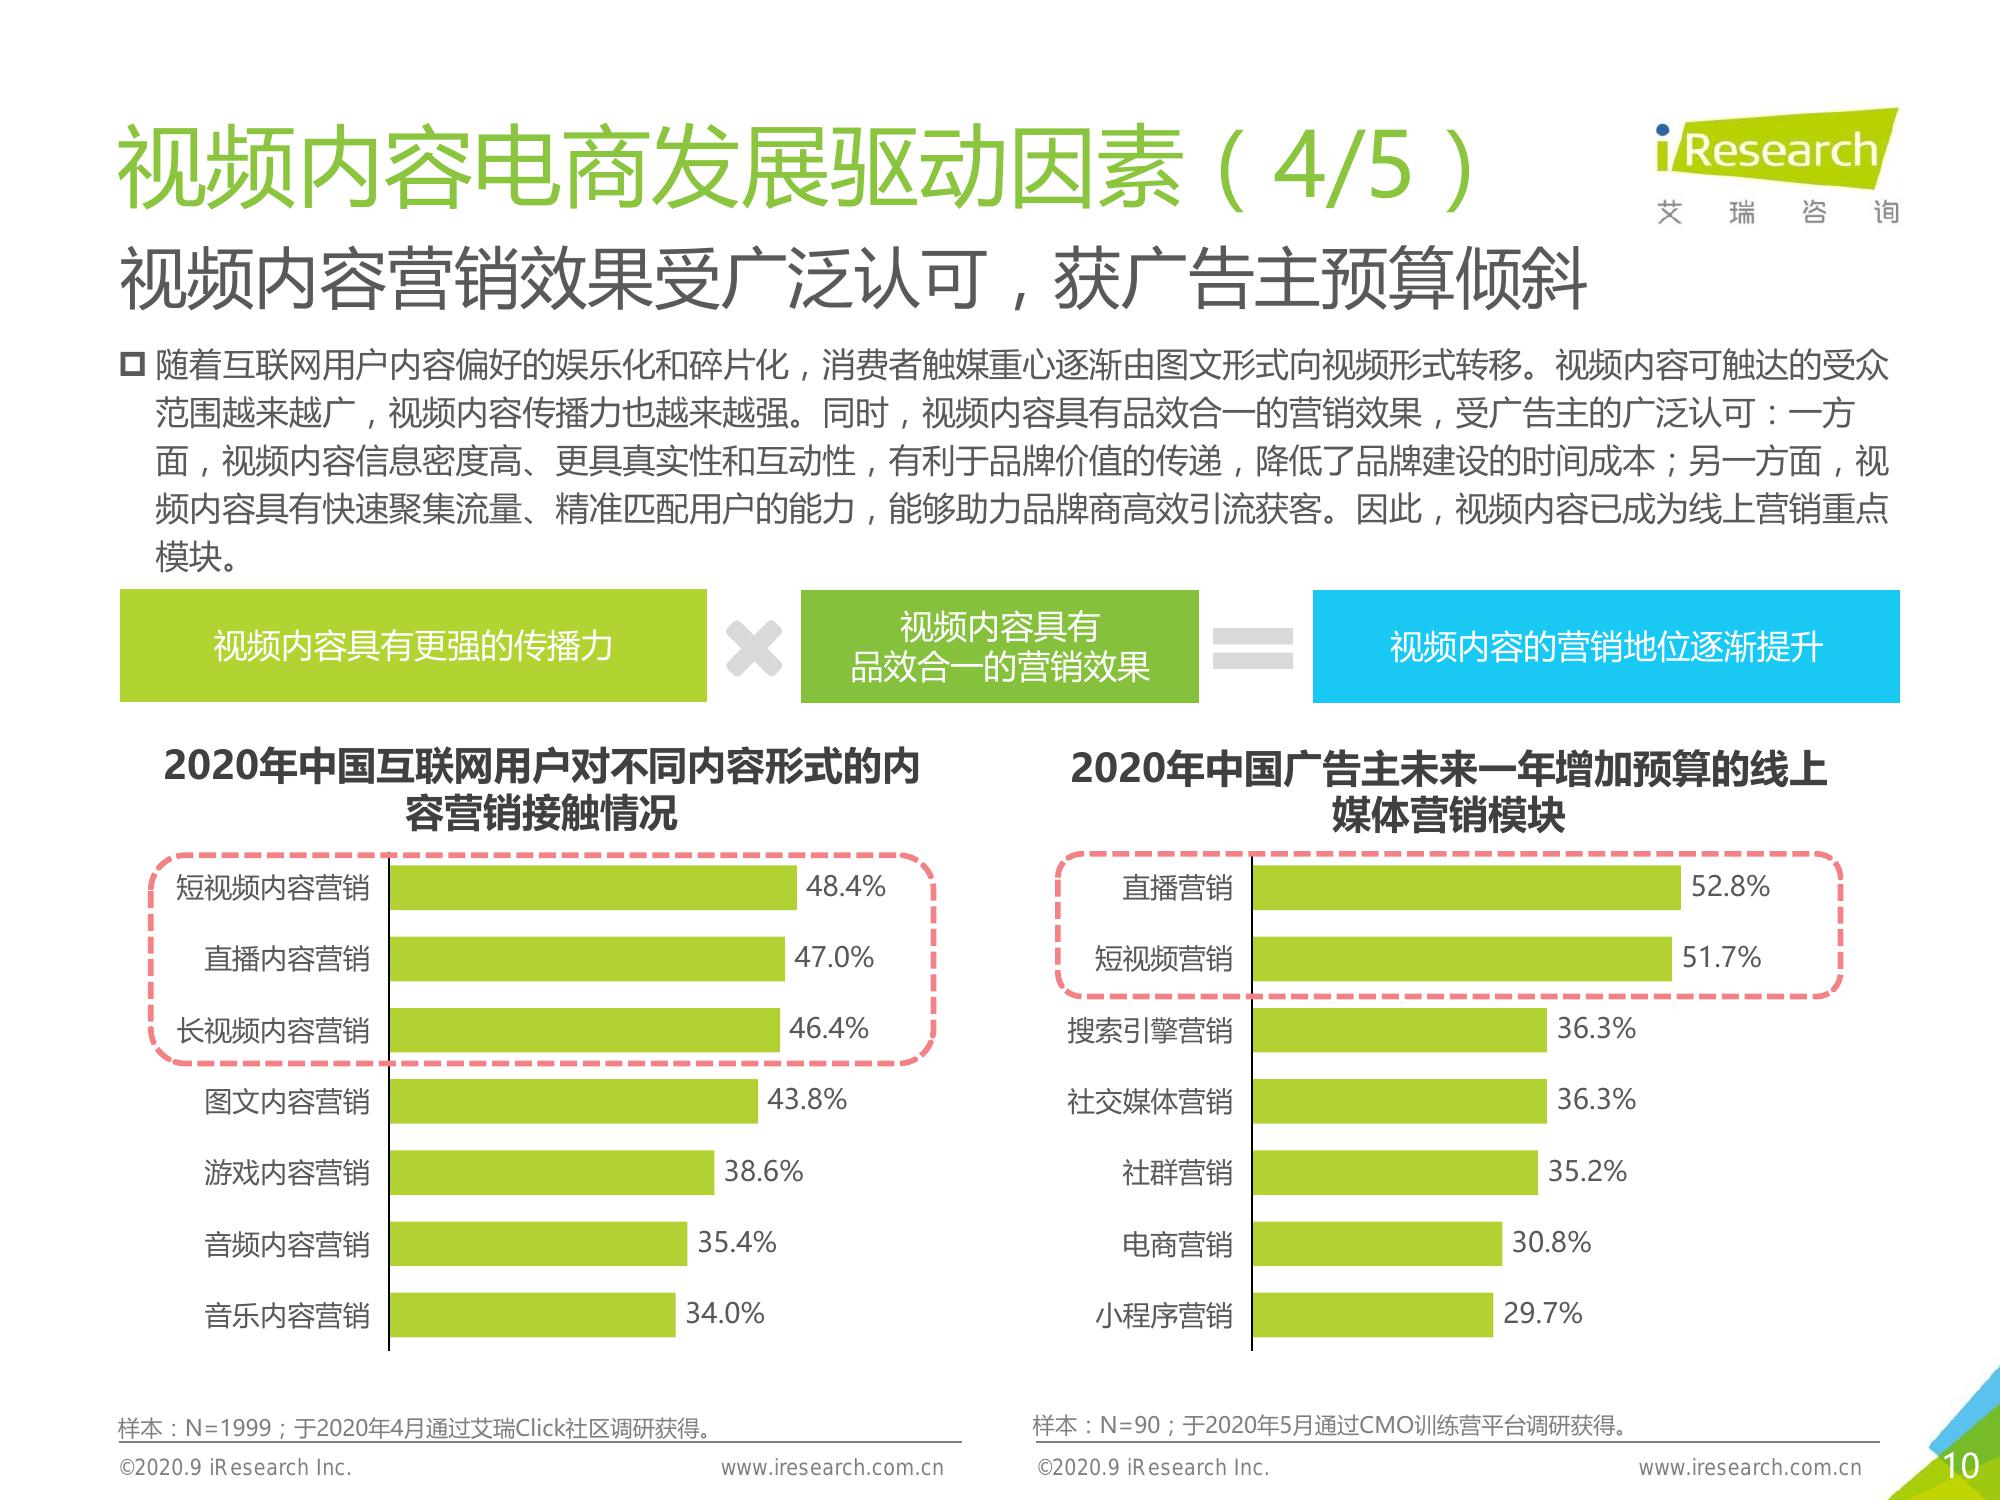 视频内容电商发展驱动因素（4/5）
iResearch
艾瑞咨询
视频内容营销效果受广泛认可，获广告主预算倾斜
随着互联网用户内容偏好的娱乐化和碎片化，消费者触媒重心逐渐由图文形式向视频形式转移。视频内容可触达的受众
范围越来越广，视频内容传播力也越来越强。同时，视频内容具有品效合一的营销效果，受广告主的广泛认可：一方
面，视频内容信息密度高、更具真实性和互动性，有利于品牌价值的传递，降低了品牌建设的时间成本；另一方面，视
频内容具有快速聚集流量、精准匹配用户的能力，能够助力品牌商高效引流获客。因此，视频内容已成为线上营销重点
模块。
视频内容具有更强的传播力
视频内容具有
品效合一的营销效果
视频内容的营销地位逐渐提升
2020年中国互联网用户对不同内容形式的内
容营销接触情况
短视频内容营销 48.4%
直播内容营销 47.0%
长视频内容营销 46.4%
图文内容营销 43.8%
游戏内容营销 38.6%
音频内容营销 35.4%
音乐内容营销 34.0%
样本：N=1999；于2020年4月通过艾瑞Click社区调研获得。
©2020.9 iResearch Inc. www.iresearch.com.cn
2020年中国广告主未来一年增加预算的线上
媒体营销模块
直播营销 52.8%
短视频营销 51.7%
搜索引擎营销 36.3%
社交媒体营销 36.3%
社群营销 35.2%
电商营销 30.8%
小程序营销 29.7%
样本：N=90；于2020年5月通过CMO训练营平台调研获得。
©2020.9 iResearch Inc. www.iresearch.com.cn
10